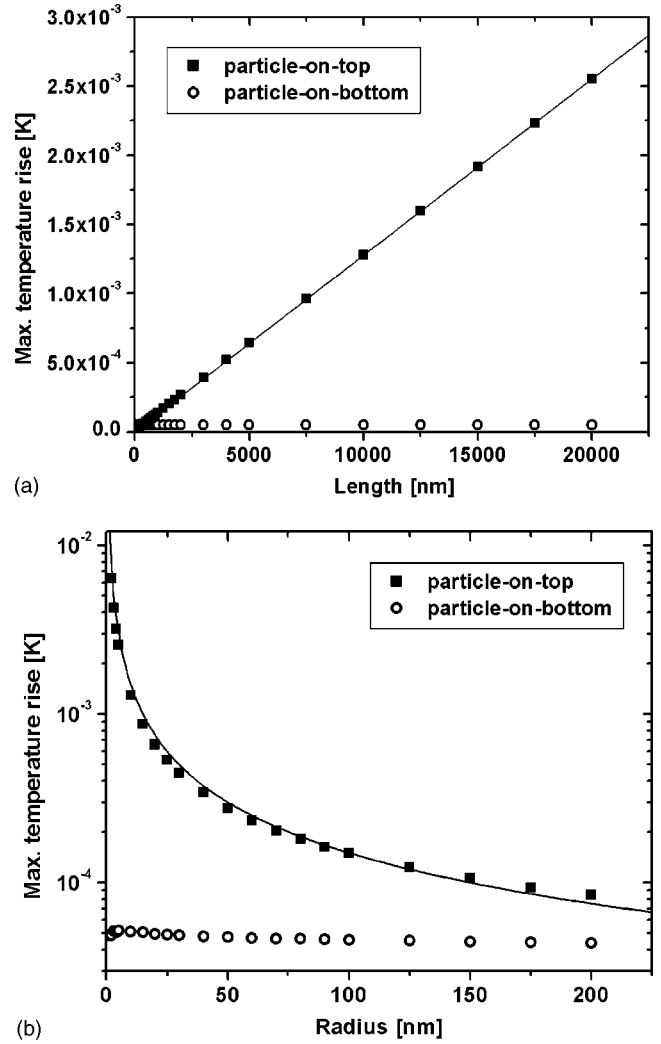 3.0x10⁻³
2.5x10⁻³
2.0x10⁻³
1.5x10⁻³
1.0x10⁻³
5.0x10⁻⁴
0.0
Max. temperature rise [K]
particle-on-top
particle-on-bottom
0 5000 10000 15000 20000
Length [nm]
(a)
10⁻²
10⁻³
10⁻⁴
Max. temperature rise [K]
particle-on-top
particle-on-bottom
0 50 100 150 200
Radius [nm]
(b)